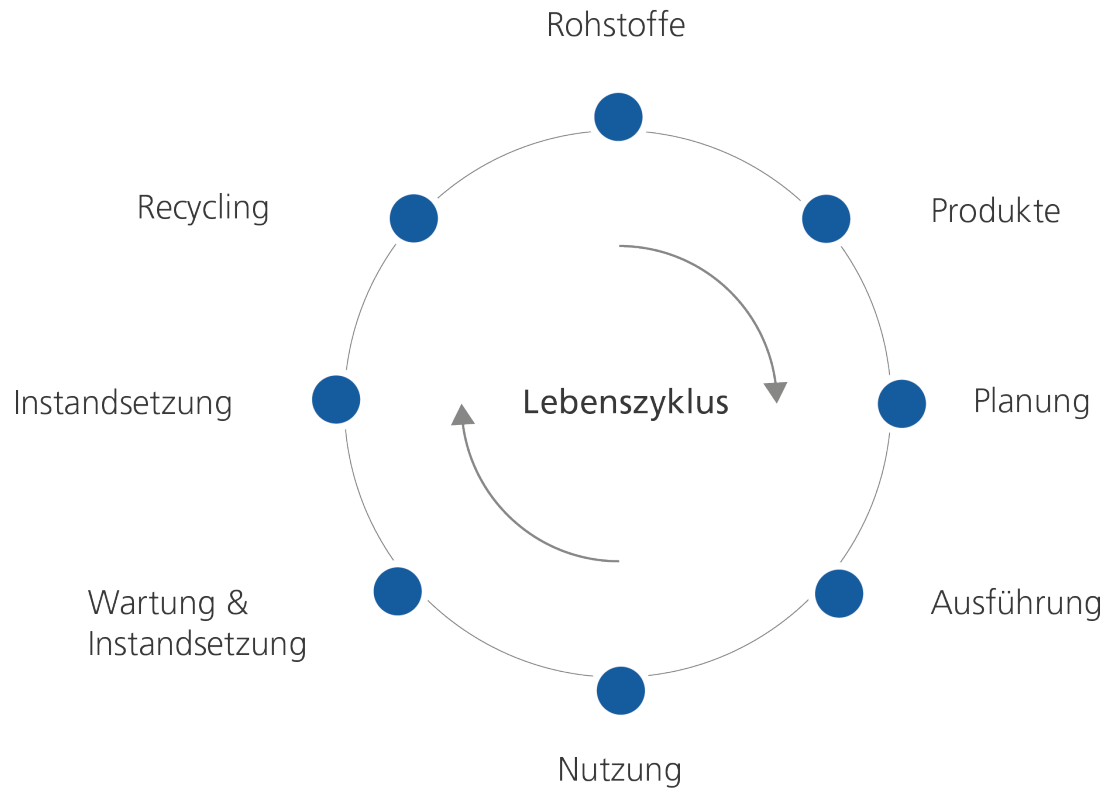 Rohstoffe
Recycling
Produkte
Instandsetzung
Lebenszyklus
Planung
Wartung &
Instandsetzung
Ausführung
Nutzung